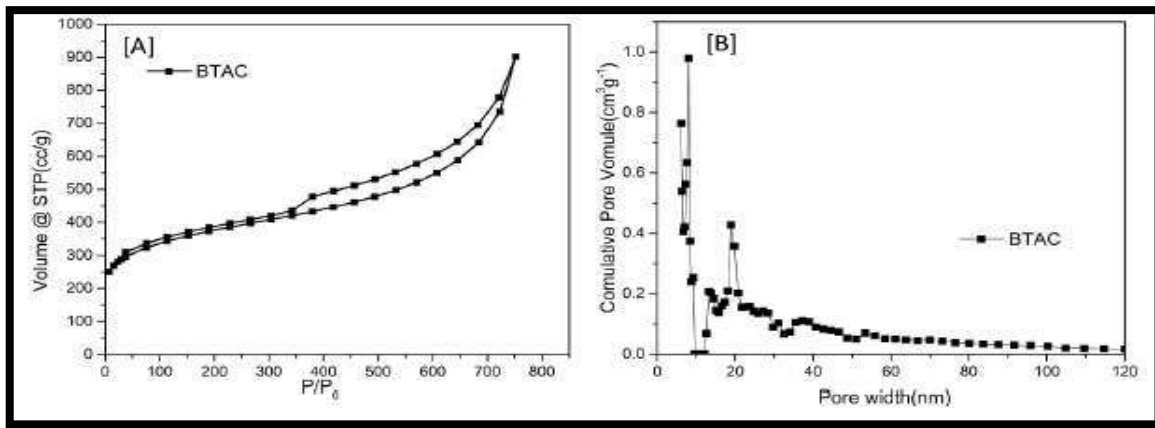 [A]
BTAC
Volume @ STP(cc/g)
1000
900
800
700
600
500
400
300
200
100
0
0 100 200 300 400 500 600 700 800
P/P₀
[B]
BTAC
Comulative Pore Vomule(cm³g⁻¹)
1.0
0.8
0.6
0.4
0.2
0.0
0 20 40 60 80 100 120
Pore width(nm)